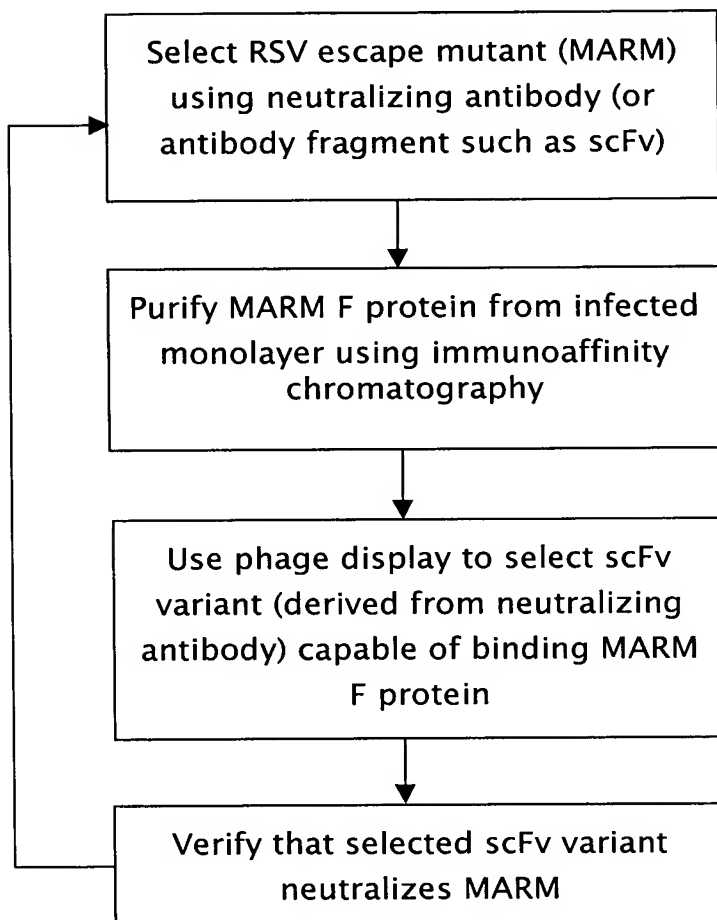 Select RSV escape mutant (MARM)
using neutralizing antibody (or
antibody fragment such as scFv)
Purify MARM F protein from infected
monolayer using immunoaffinity
chromatography
Use phage display to select scFv
variant (derived from neutralizing
antibody) capable of binding MARM
F protein
Verify that selected scFv variant
neutralizes MARM